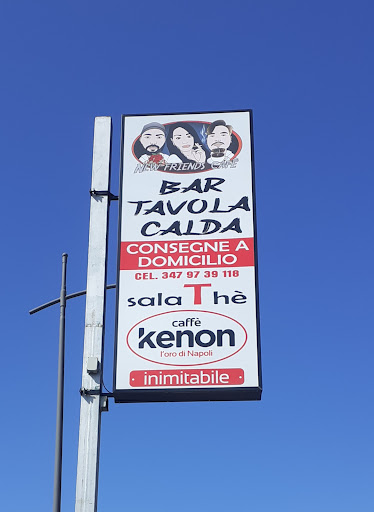 NEW FRIENDS CAFE
BAR
TAVOLA
CALDA
CONSEGNE A
DOMICILIO
CEL. 347 97 39 118
sala Thè
caffè
kenon
l'oro di Napoli
inimitabile